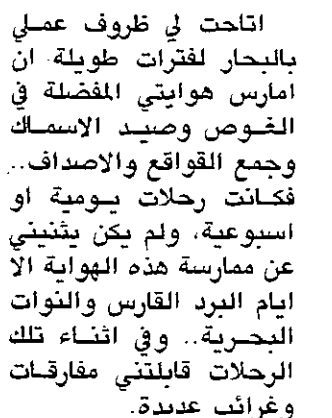 اتاحت لي ظروف عملي
بالبحار لفترات طويلة ان
امارس هوايتي المفضلة في
الغوص وصيد الاسماك
وجمع القواقع والاصداف..
فكانت رحلات يومية او
اسبوعية، ولم يكن يثنيني
عن ممارسة هذه الهواية الا
ايام البرد القارس والنوات
البحرية.. وفي اثناء تلك
الرحلات قابلتني مفارقات
وغرائب عديدة.